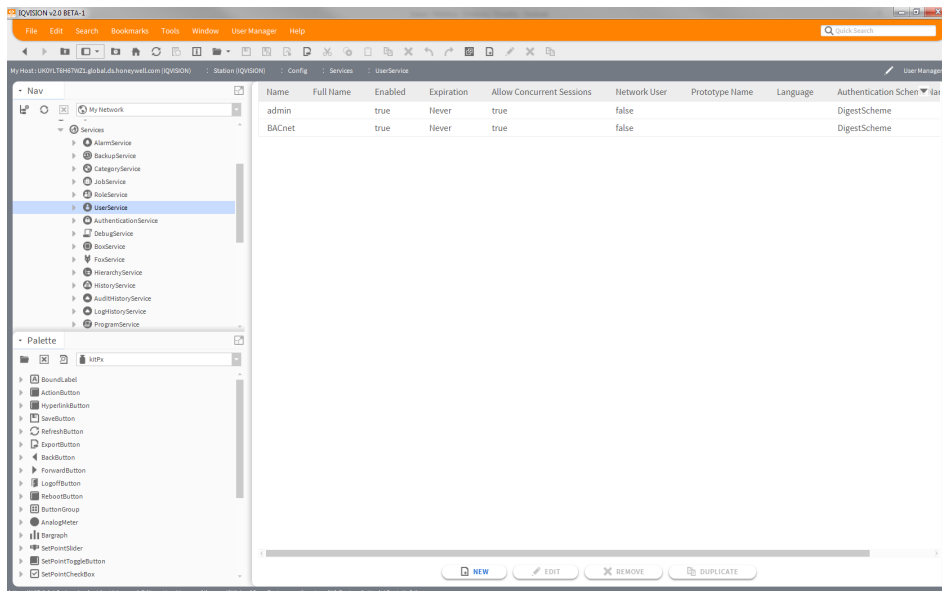 IQVISION v2.0 BETA-1
File Edit Search Bookmarks Tools Window User Manager Help
Quick Search
My Host : UK0YLT6H67WZ1.global.ds.honeywell.com (IQVISION) : Station (IQVISION) : Config : Services : UserService
User Manager
Nav
My Network
Services
AlarmService
BackupService
CategoryService
JobService
RoleService
UserService
AuthenticationService
DebugService
BoxService
FoxService
HierarchyService
HistoryService
AuditHistoryService
LogHistoryService
ProgramService
Palette
kitPx
BoundLabel
ActionButton
HyperlinkButton
SaveButton
RefreshButton
ExportButton
BackButton
ForwardButton
LogoffButton
RebootButton
ButtonGroup
AnalogMeter
Bargraph
SetPointSlider
SetPointToggleButton
SetPointCheckBox
Name Full Name Enabled Expiration Allow Concurrent Sessions Network User Prototype Name Language Authentication Schem
admin true Never true false DigestScheme
BACnet true Never true false DigestScheme
NEW EDIT REMOVE DUPLICATE